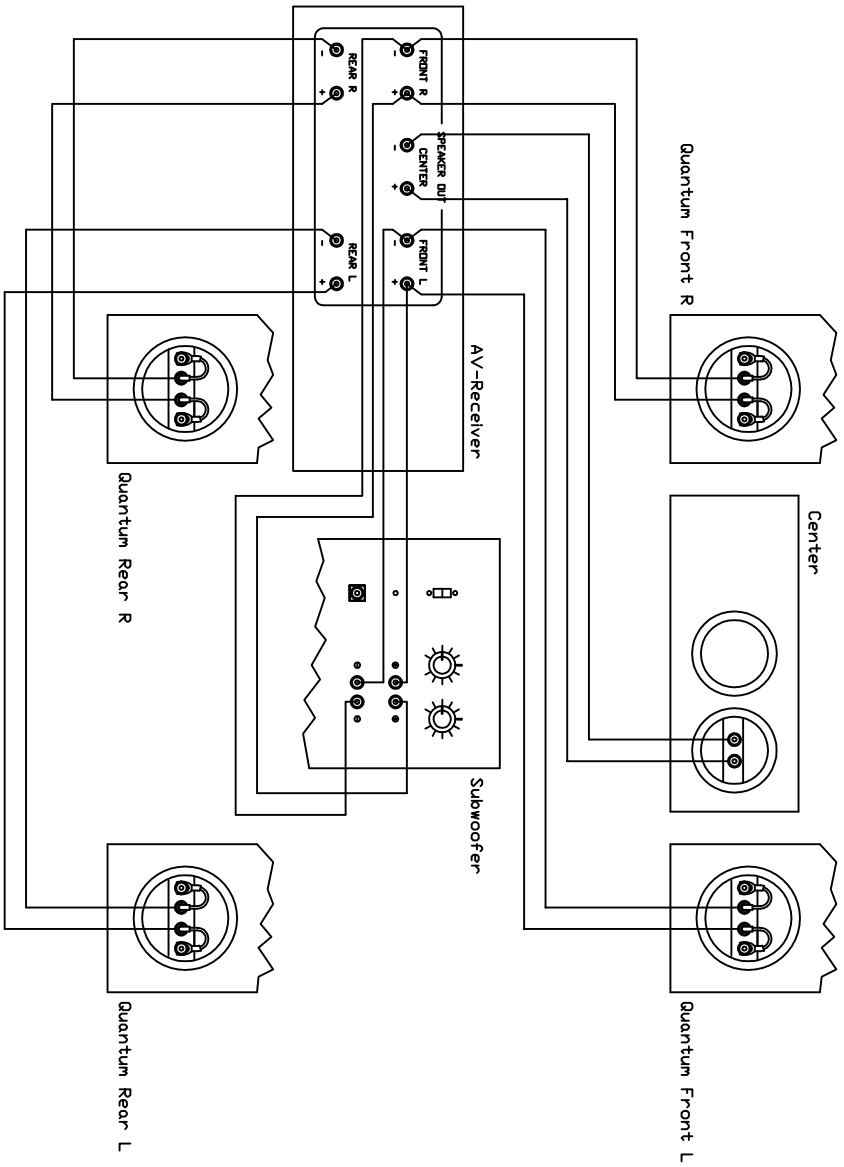 Quantum Front R
Center
Quantum Front L
AV-Receiver
SPEAKER OUT
FRONT R
- +
CENTER
- +
FRONT L
- +
REAR R
- +
REAR L
- +
Subwoofer
Quantum Rear R
Quantum Rear L